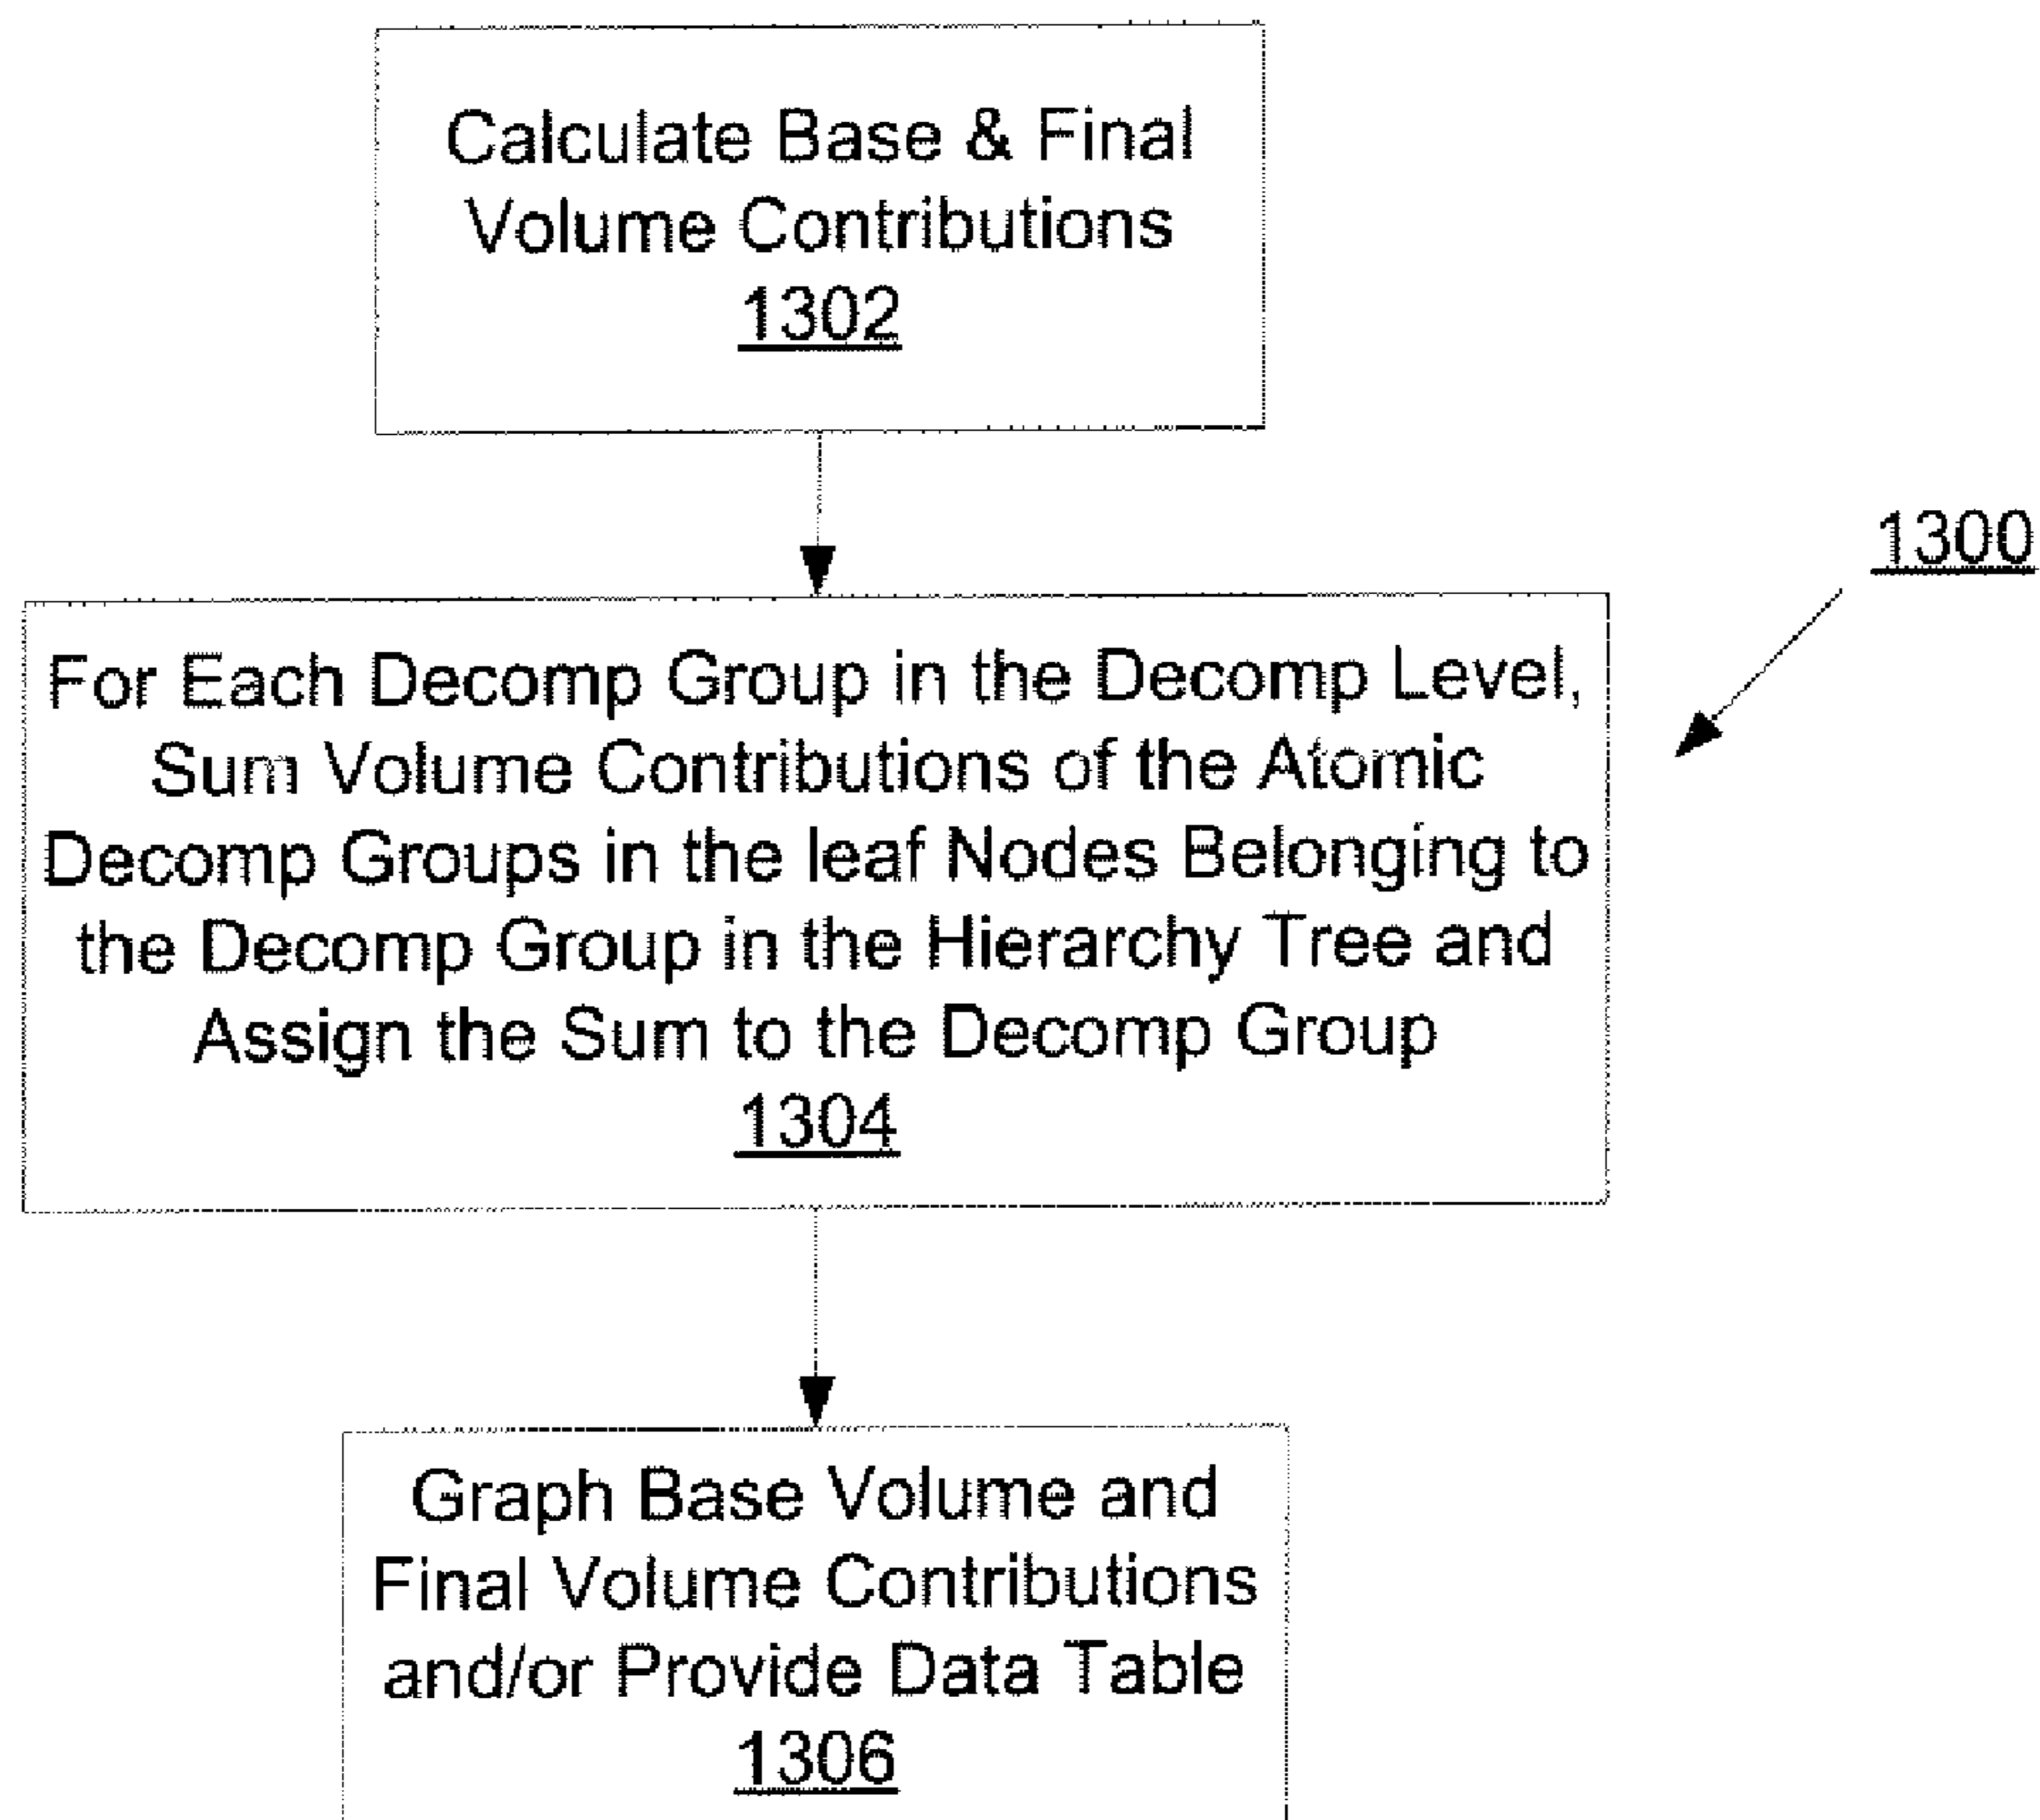 Calculate Base & Final
Volume Contributions
1302
1300
For Each Decomp Group in the Decomp Level,
Sum Volume Contributions of the Atomic
Decomp Groups in the leaf Nodes Belonging to
the Decomp Group in the Hierarchy Tree and
Assign the Sum to the Decomp Group
1304
Graph Base Volume and
Final Volume Contributions
and/or Provide Data Table
1306